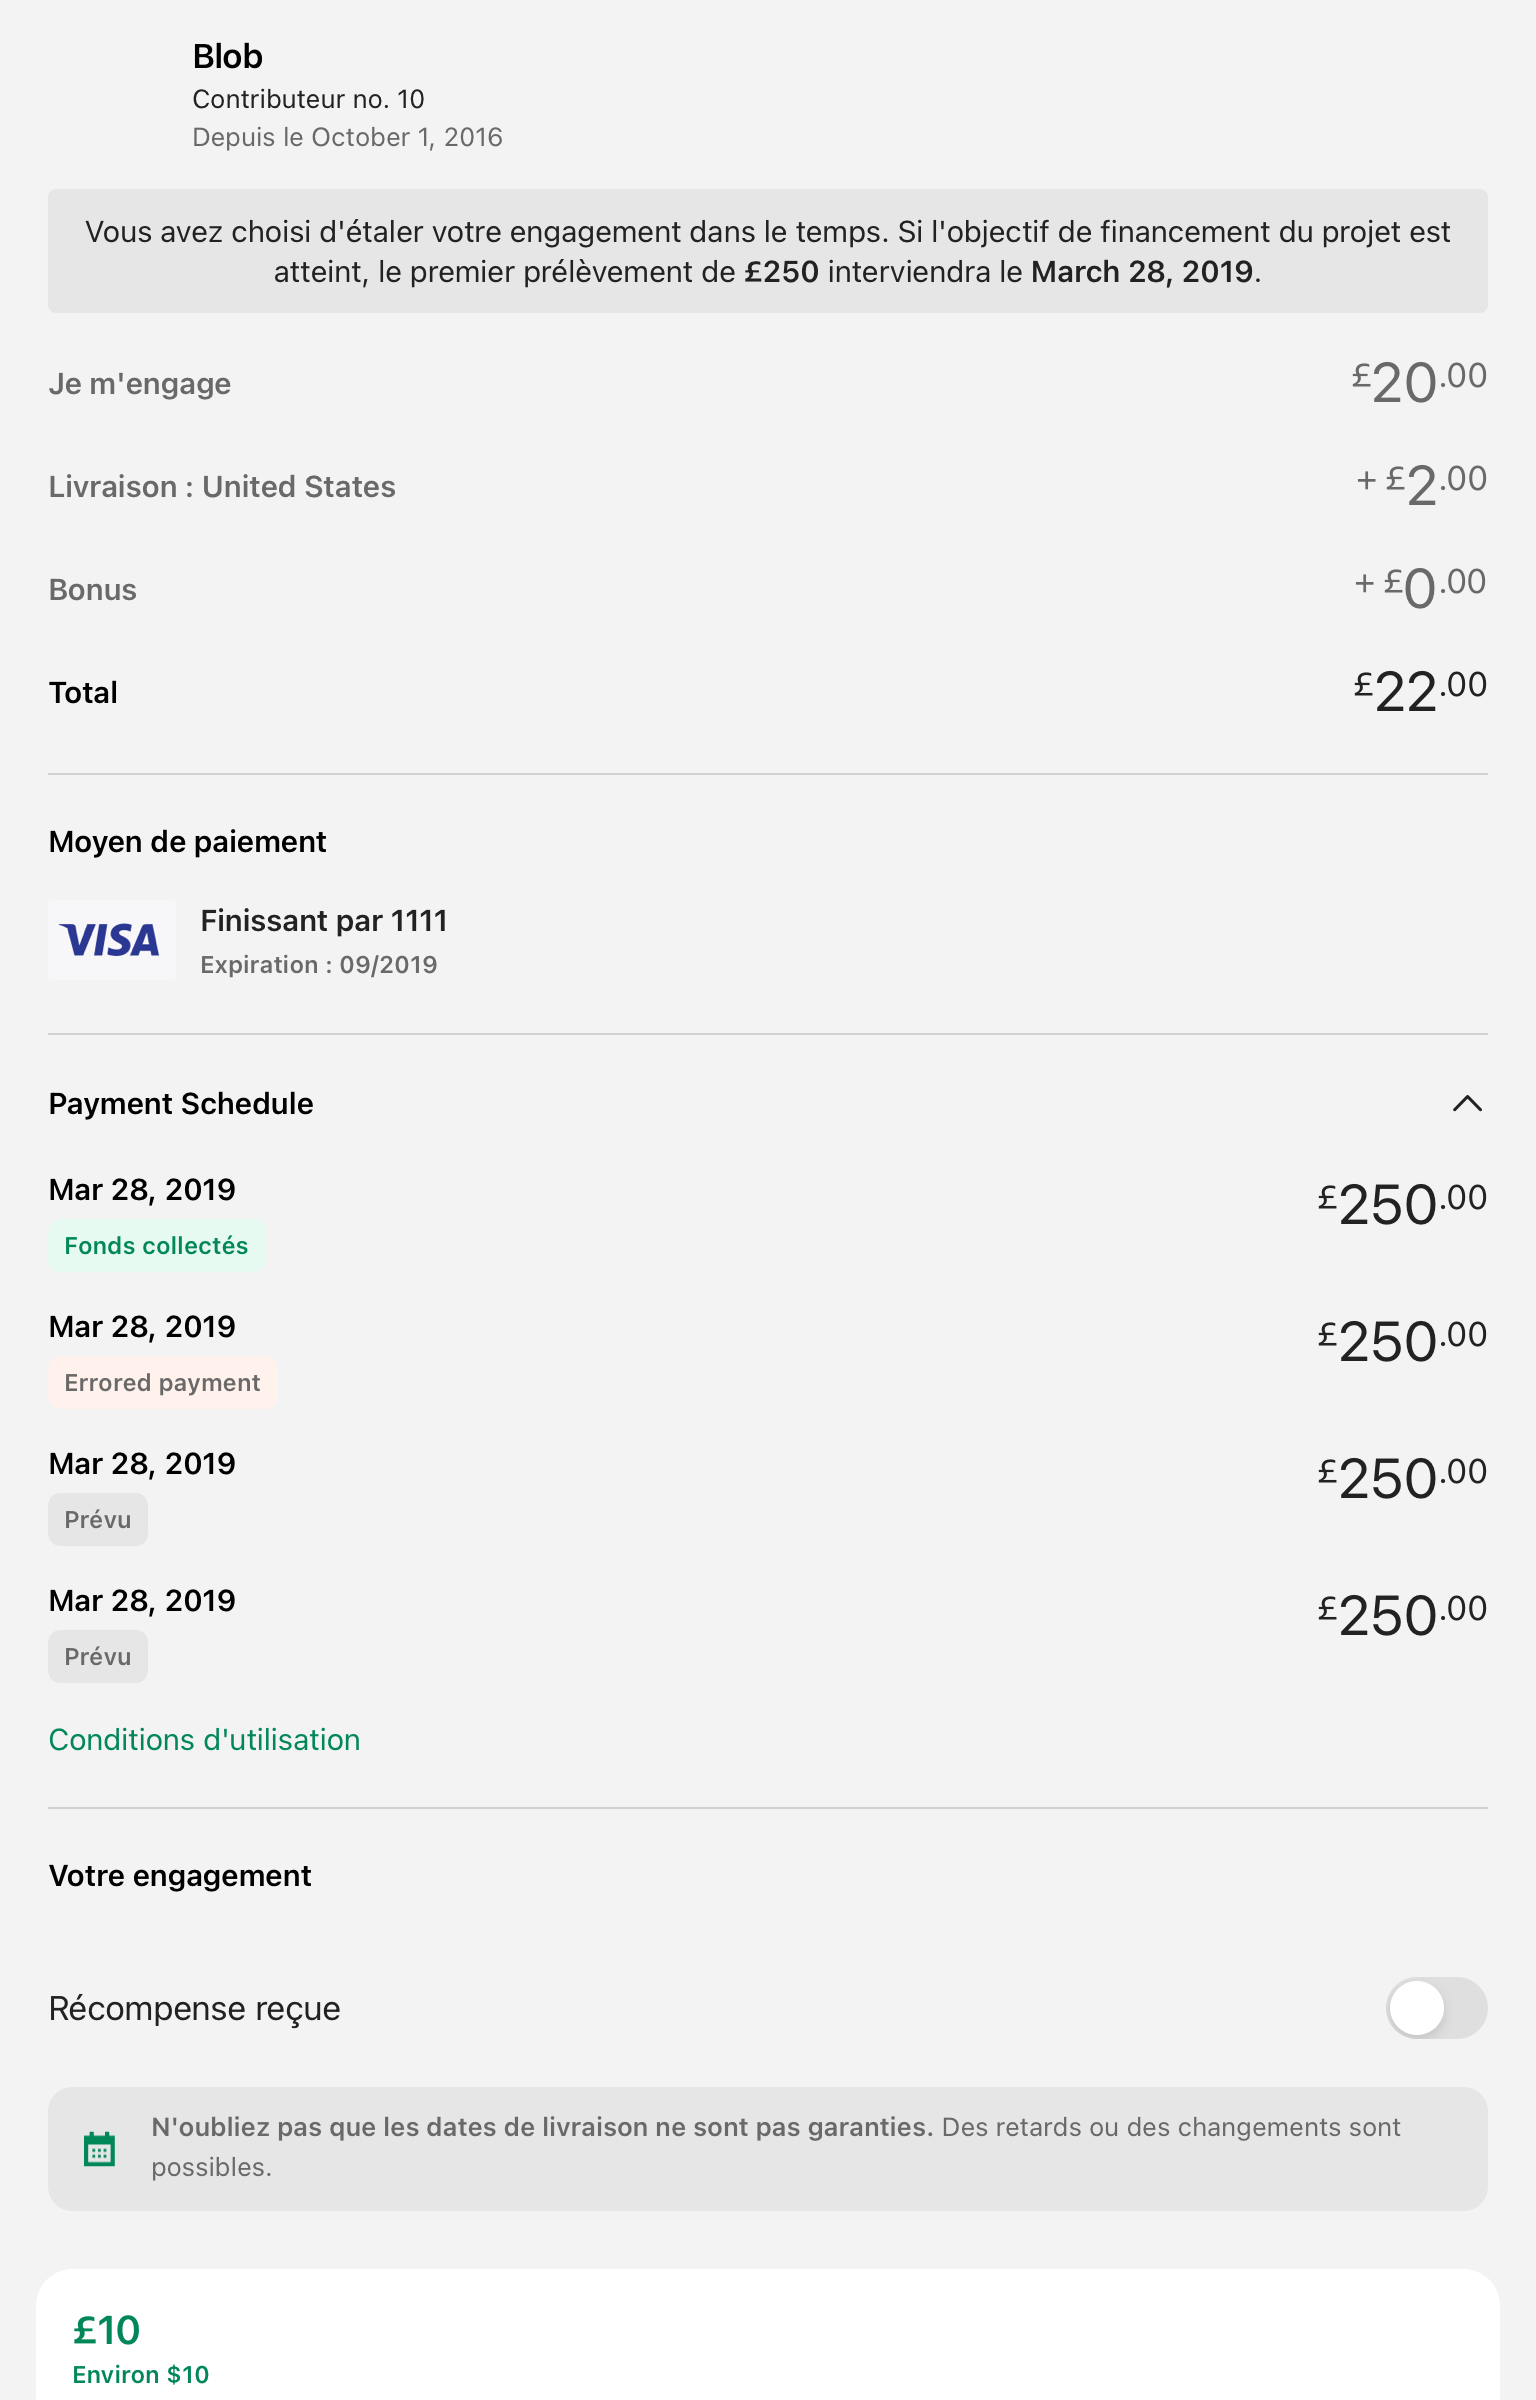 Blob
Contributeur no. 10
Depuis le October 1, 2016
Vous avez choisi d'étaler votre engagement dans le temps. Si l'objectif de financement du projet est
atteint, le premier prélèvement de £250 interviendra le March 28, 2019.
Je m'engage £20.00
Livraison : United States + £2.00
Bonus + £0.00
Total £22.00
Moyen de paiement
VISA
Finissant par 1111
Expiration : 09/2019
Payment Schedule
Mar 28, 2019 £250.00
Fonds collectés
Mar 28, 2019 £250.00
Errored payment
Mar 28, 2019 £250.00
Prévu
Mar 28, 2019 £250.00
Prévu
Conditions d'utilisation
Votre engagement
Récompense reçue
N'oubliez pas que les dates de livraison ne sont pas garanties. Des retards ou des changements sont
possibles.
£10
Environ $10